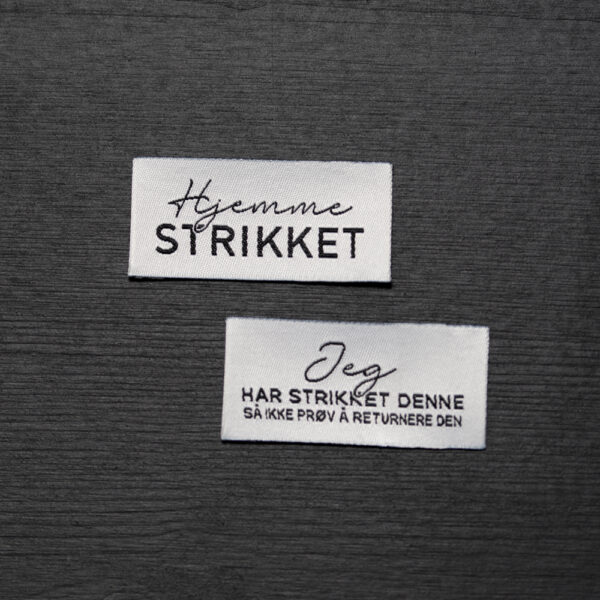 Hjemme
STRIKKET
Jeg
HAR STRIKKET DENNE
SÅ IKKE PRØV Å RETURNERE DEN